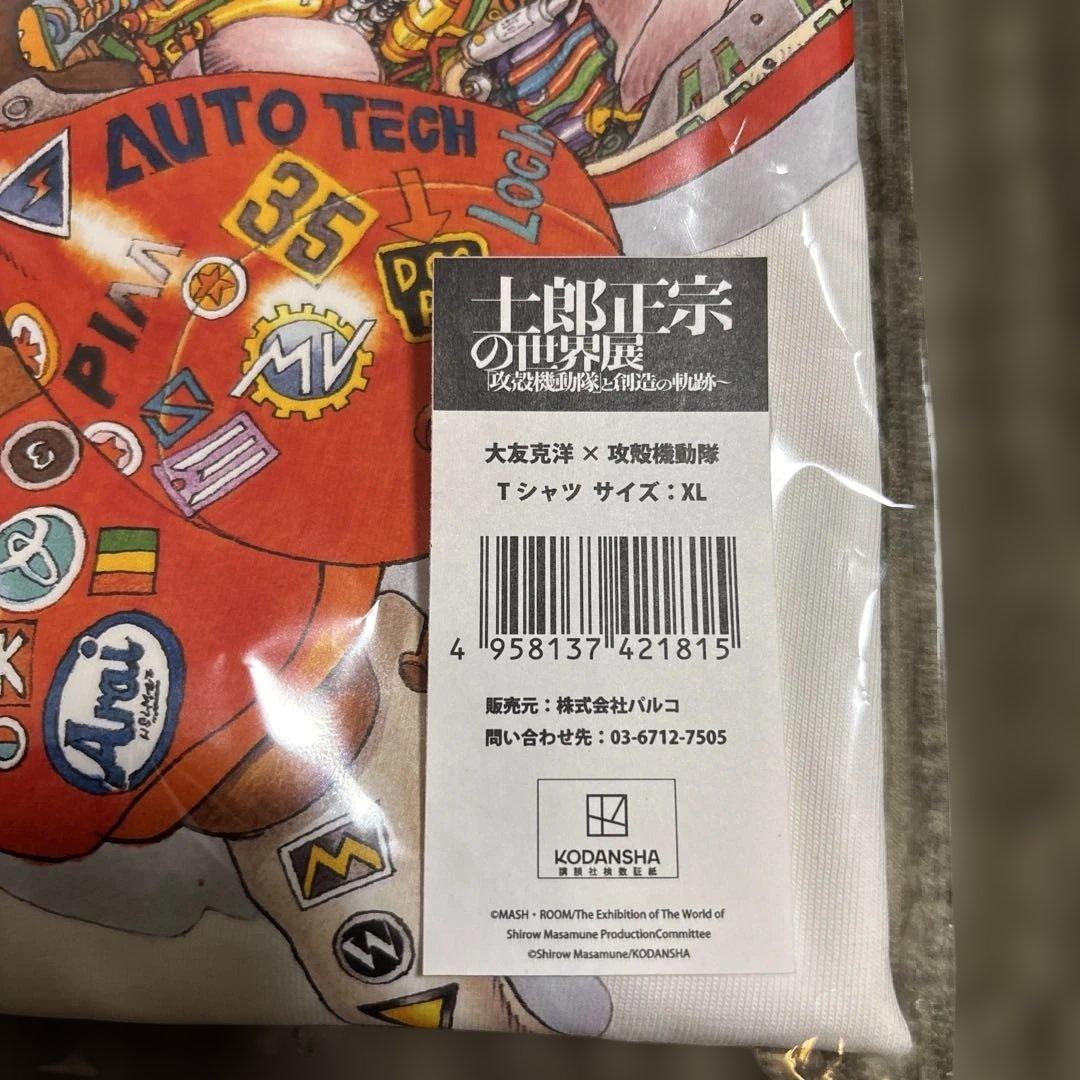 AUTO TECH
LOCH
35
MV
3
Arai
W
士郎正宗
の世界展
「攻殻機動隊」と創造の軌跡~
大友克洋 × 攻殻機動隊
Tシャツ サイズ:XL
4 958137 421815
販売元:株式会社パルコ
問い合わせ先:03-6712-7505
KODANSHA
講談社検数証紙
©MASH・ROOM/The Exhibition of The World of
Shirow Masamune ProductionCommittee
©Shirow Masamune/KODANSHA